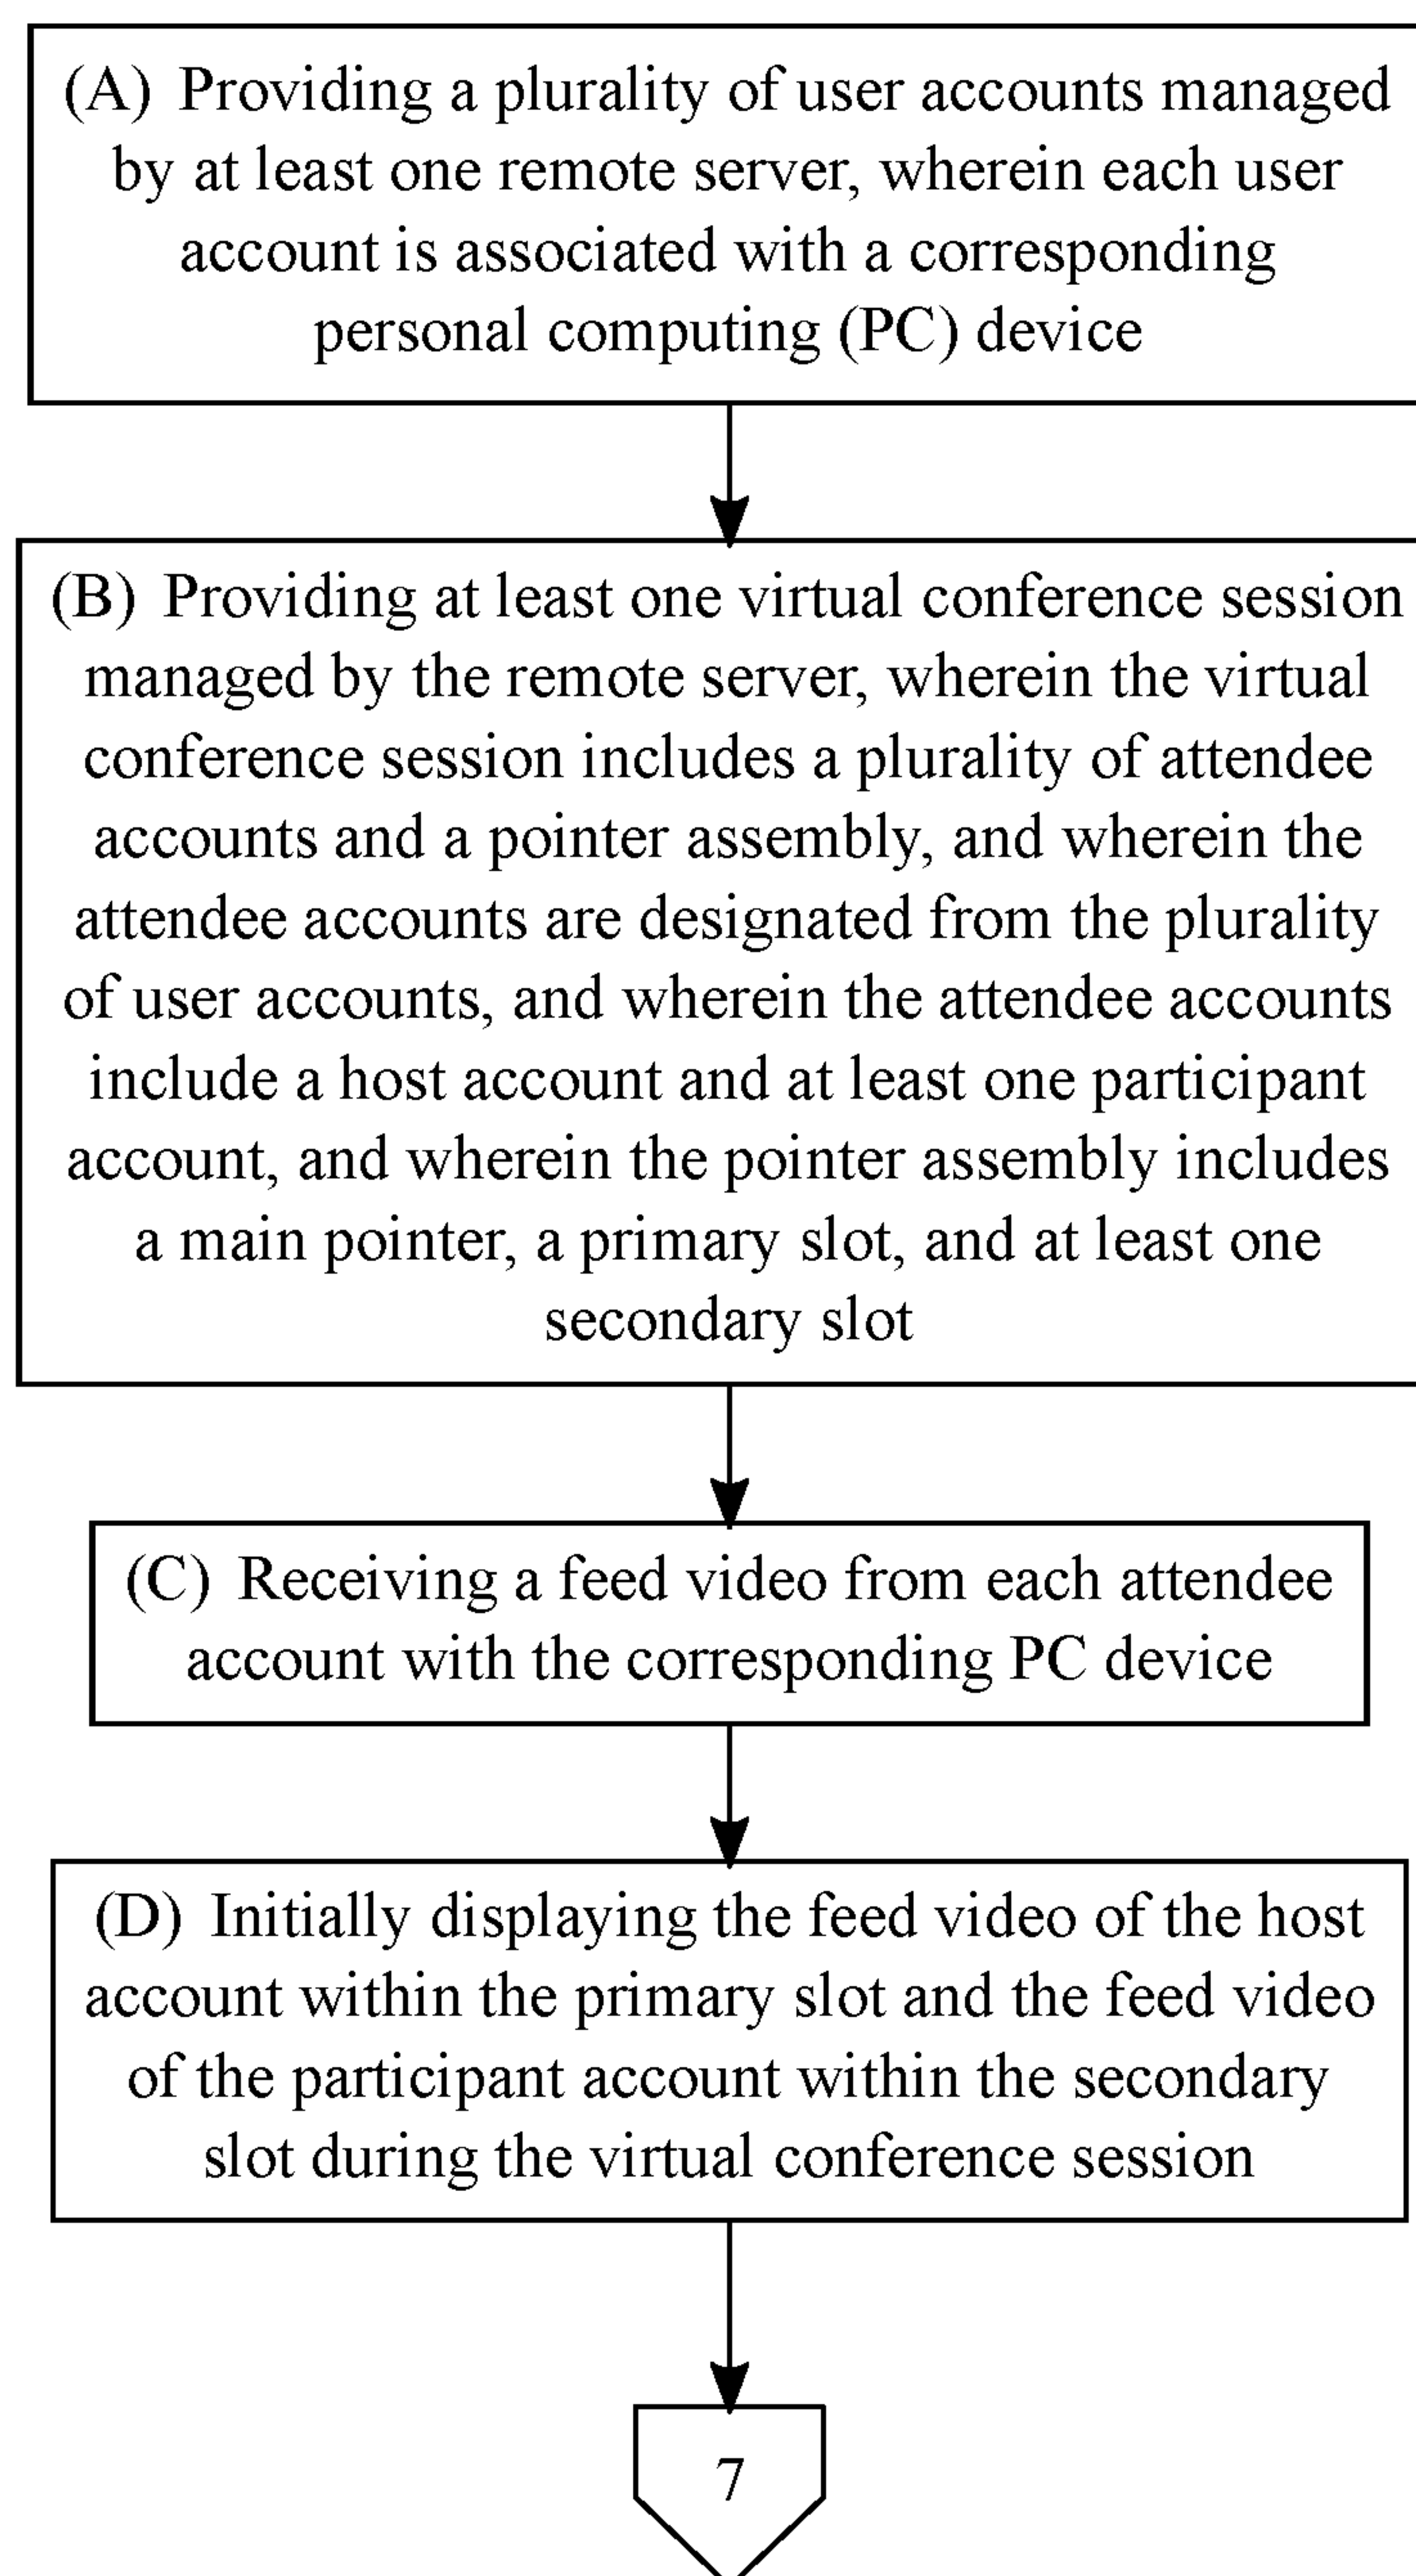 (A) Providing a plurality of user accounts managed
by at least one remote server, wherein each user
account is associated with a corresponding
personal computing (PC) device
(B) Providing at least one virtual conference session
managed by the remote server, wherein the virtual
conference session includes a plurality of attendee
accounts and a pointer assembly, and wherein the
attendee accounts are designated from the plurality
of user accounts, and wherein the attendee accounts
include a host account and at least one participant
account, and wherein the pointer assembly includes
a main pointer, a primary slot, and at least one
secondary slot
(C) Receiving a feed video from each attendee
account with the corresponding PC device
(D) Initially displaying the feed video of the host
account within the primary slot and the feed video
of the participant account within the secondary
slot during the virtual conference session
7